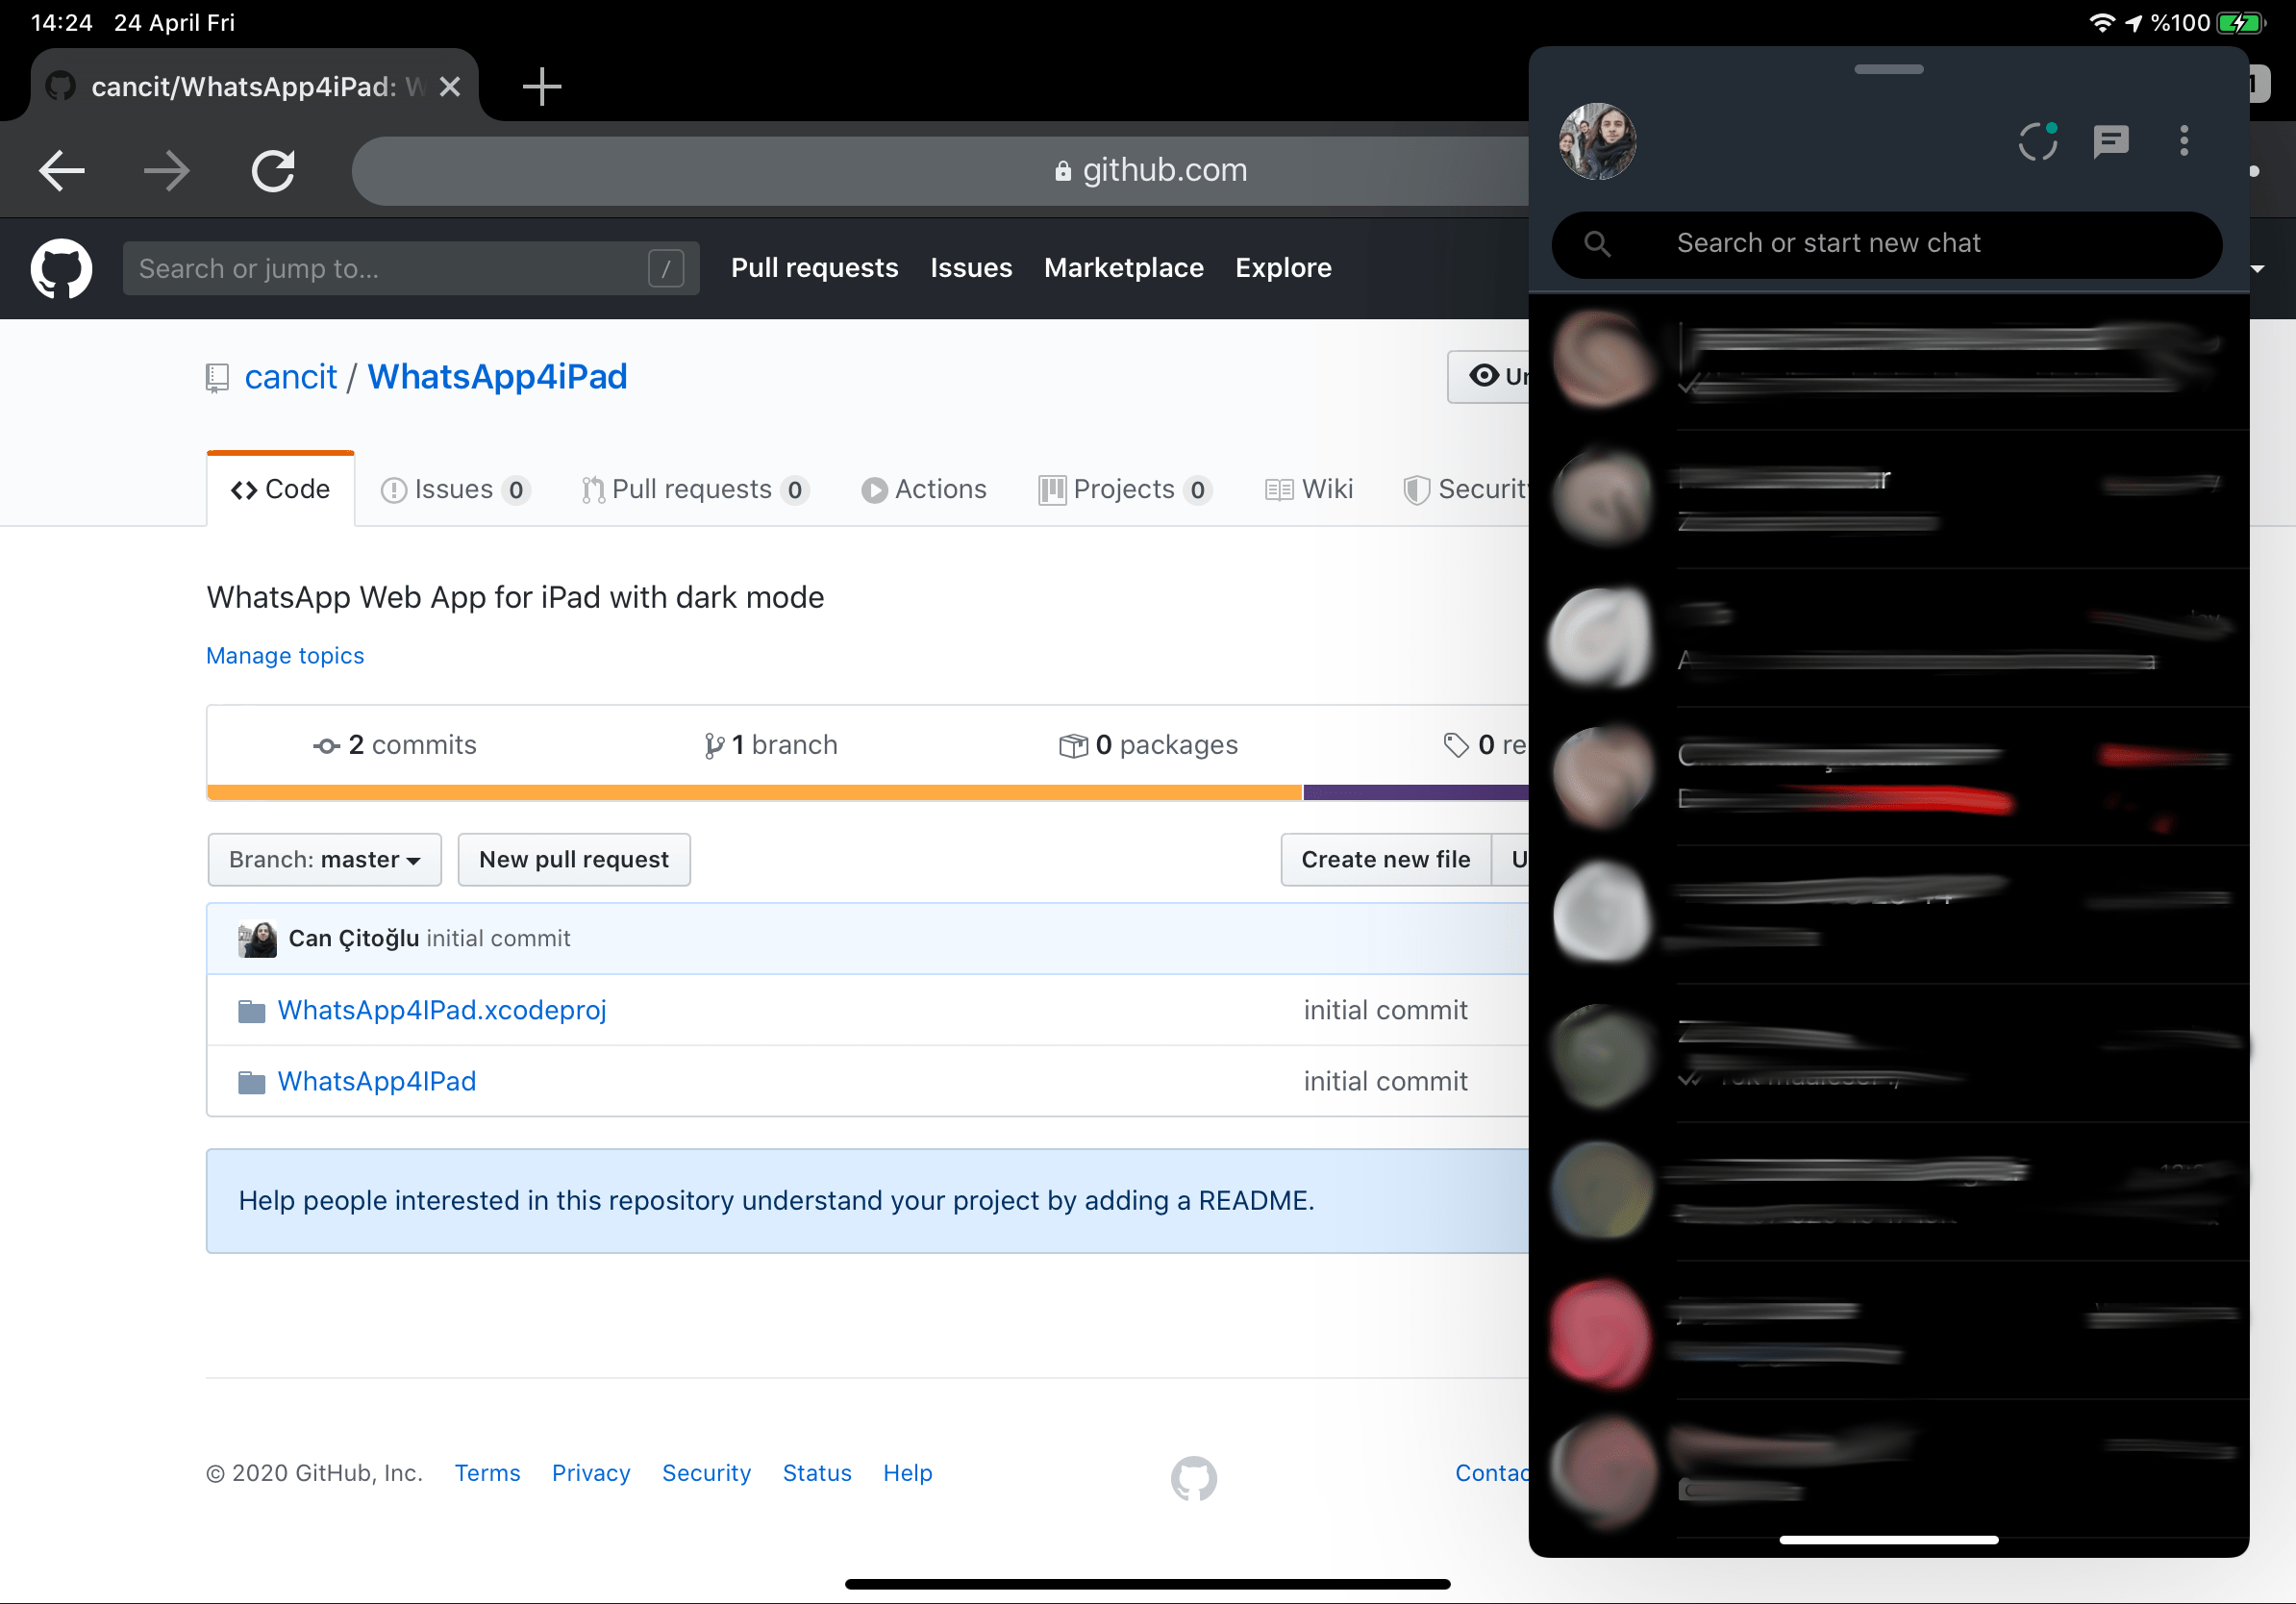 14:24 24 April Fri
%100
cancit/WhatsApp4iPad: W
github.com
Search or jump to... /
Pull requests Issues Marketplace Explore
cancit / WhatsApp4iPad
Code Issues 0 Pull requests 0 Actions Projects 0 Wiki Securit
WhatsApp Web App for iPad with dark mode
Manage topics
2 commits 1 branch 0 packages 0 re
Branch: master New pull request Create new file U
Can Çitoğlu initial commit
WhatsApp4IPad.xcodeproj initial commit
WhatsApp4IPad initial commit
Help people interested in this repository understand your project by adding a README.
© 2020 GitHub, Inc. Terms Privacy Security Status Help Contac
Search or start new chat